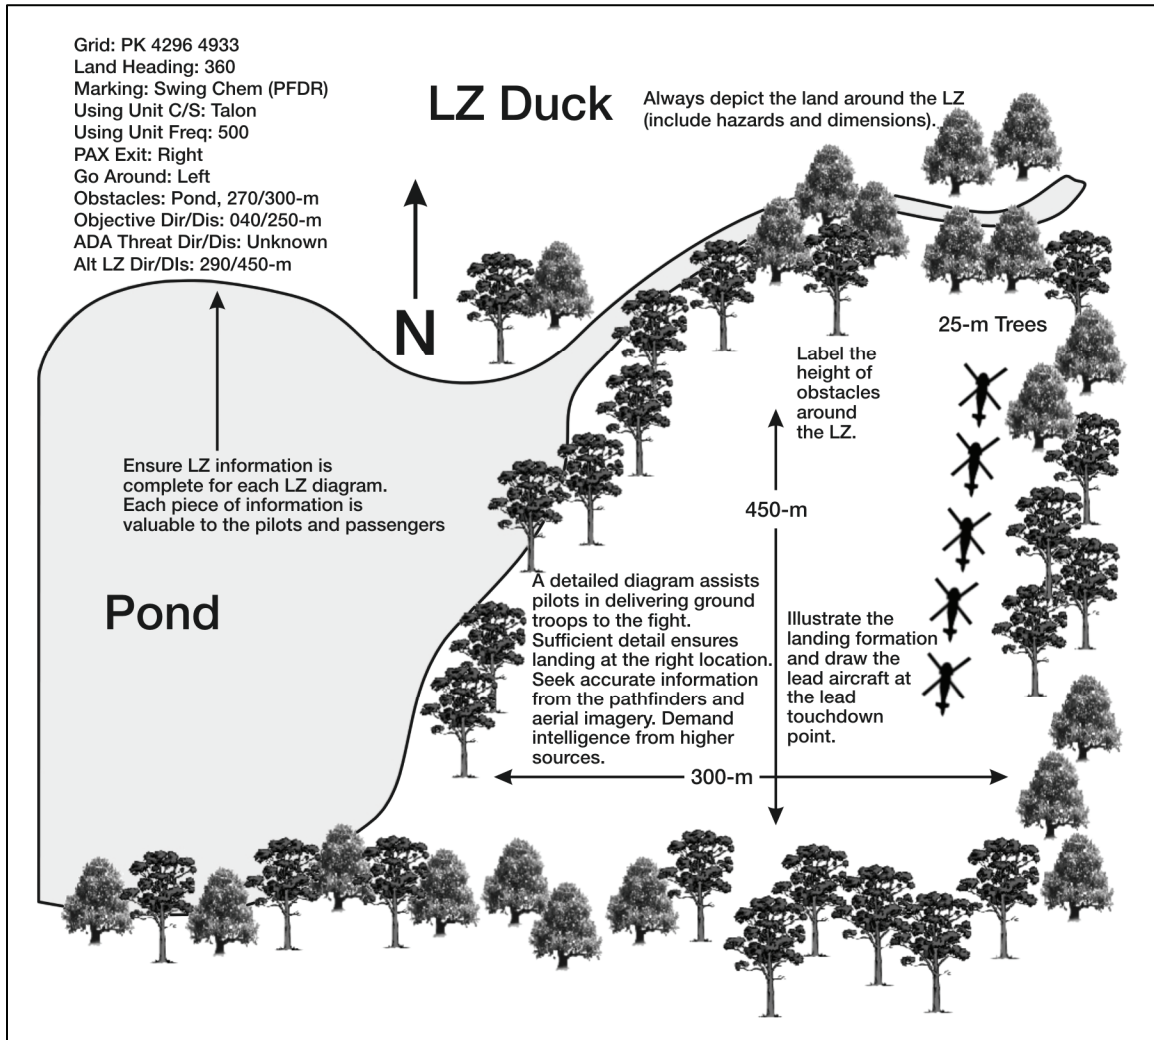 Grid: PK 4296 4933
Land Heading: 360
Marking: Swing Chem (PFDR)
Using Unit C/S: Talon
Using Unit Freq: 500
PAX Exit: Right
Go Around: Left
Obstacles: Pond, 270/300-m
Objective Dir/Dis: 040/250-m
ADA Threat Dir/Dis: Unknown
Alt LZ Dir/DIs: 290/450-m
LZ Duck
Always depict the land around the LZ
(include hazards and dimensions).
N
25-m Trees
Label the
height of
obstacles
around
the LZ.
Ensure LZ information is
complete for each LZ diagram.
Each piece of information is
valuable to the pilots and passengers
450-m
Pond
A detailed diagram assists
pilots in delivering ground
troops to the fight.
Sufficient detail ensures
landing at the right location.
Seek accurate information
from the pathfinders and
aerial imagery. Demand
intelligence from higher
sources.
Illustrate the
landing formation
and draw the
lead aircraft at
the lead
touchdown
point.
300-m